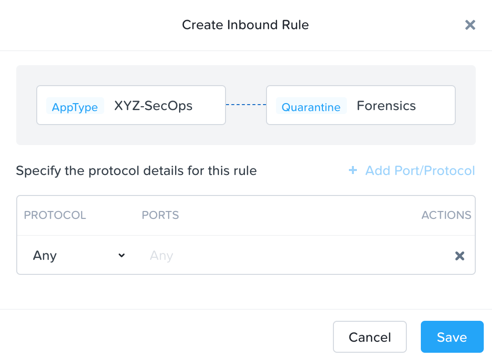 Create Inbound Rule ×
AppType XYZ-SecOps Quarantine Forensics
Specify the protocol details for this rule + Add Port/Protocol
PROTOCOL PORTS ACTIONS
Any Any ×
Cancel Save